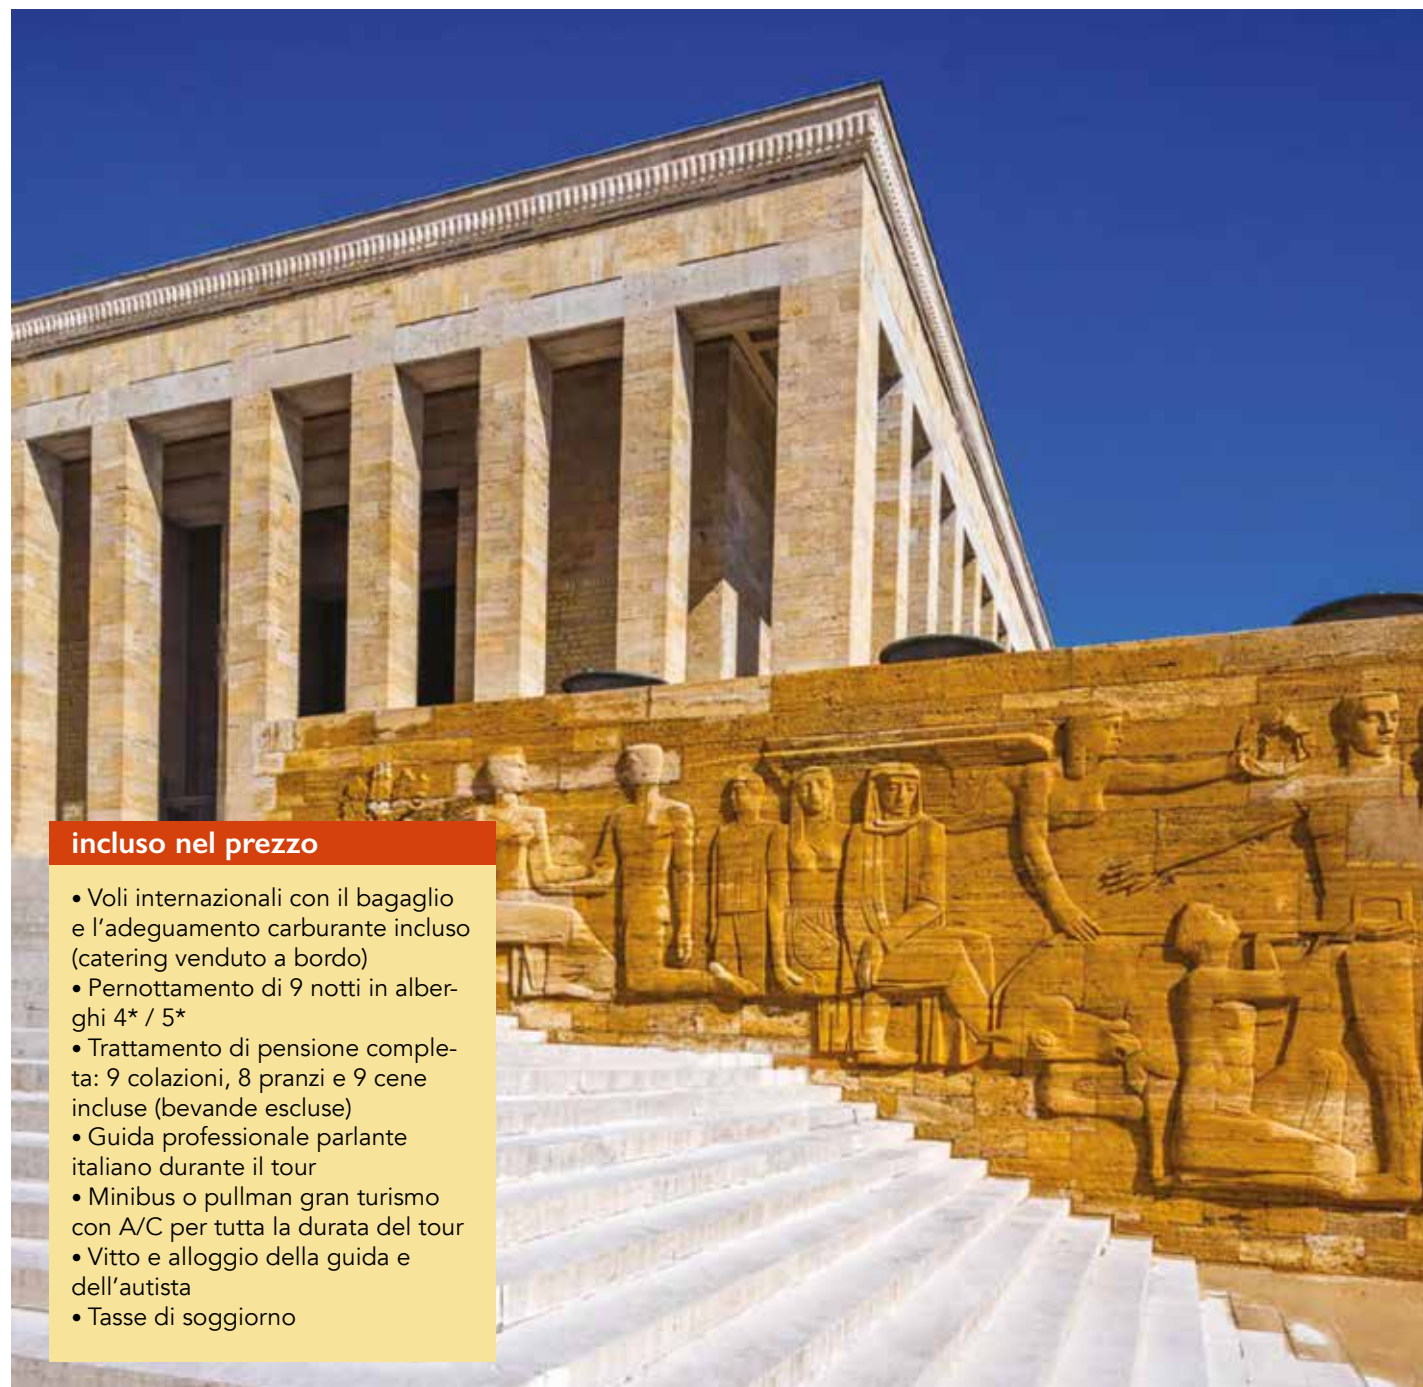 incluso nel prezzo
• Voli internazionali con il bagaglio
e l'adeguamento carburante incluso
(catering venduto a bordo)
• Pernottamento di 9 notti in alber-
ghi 4* / 5*
• Trattamento di pensione comple-
ta: 9 colazioni, 8 pranzi e 9 cene
incluse (bevande escluse)
• Guida professionale parlante
italiano durante il tour
• Minibus o pullman gran turismo
con A/C per tutta la durata del tour
• Vitto e alloggio della guida e
dell'autista
• Tasse di soggiorno